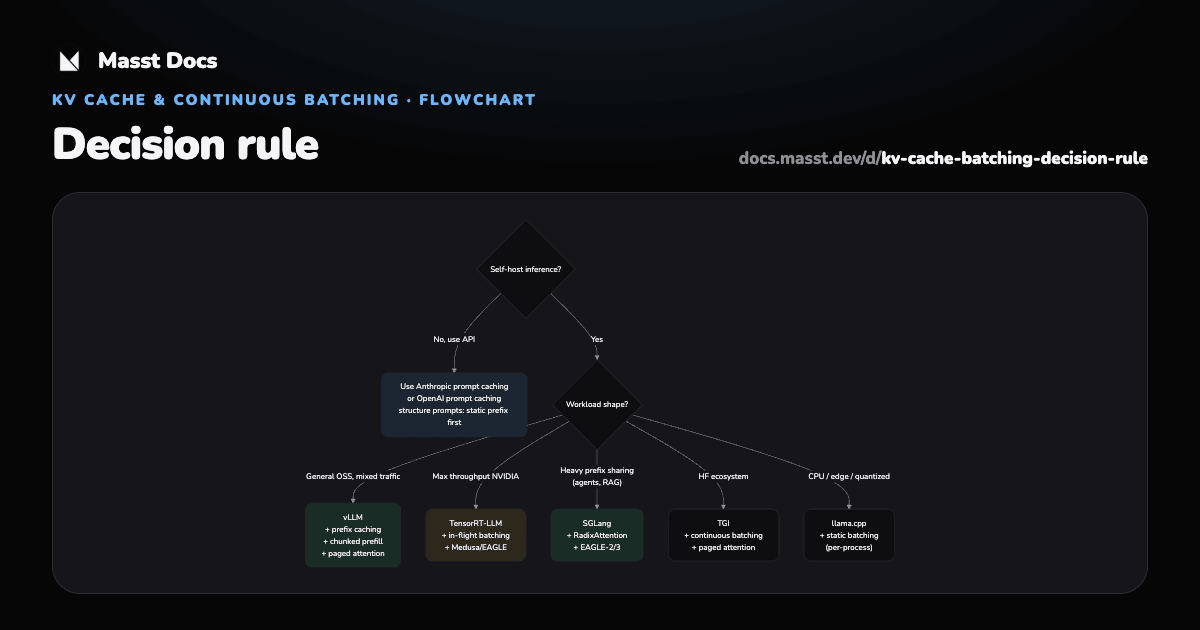 Masst Docs
KV CACHE & CONTINUOUS BATCHING · FLOWCHART
Decision rule
docs.masst.dev/d/kv-cache-batching-decision-rule
Self-host inference?
No, use API
Yes
Use Anthropic prompt caching
or OpenAI prompt caching
structure prompts: static prefix
first
Workload shape?
General OSS, mixed traffic
Max throughput NVIDIA
Heavy prefix sharing
(agents, RAG)
HF ecosystem
CPU / edge / quantized
vLLM
+ prefix caching
+ chunked prefill
+ paged attention
TensorRT-LLM
+ in-flight batching
+ Medusa/EAGLE
SGLang
+ RadixAttention
+ EAGLE-2/3
TGI
+ continuous batching
+ paged attention
llama.cpp
+ static batching
(per-process)